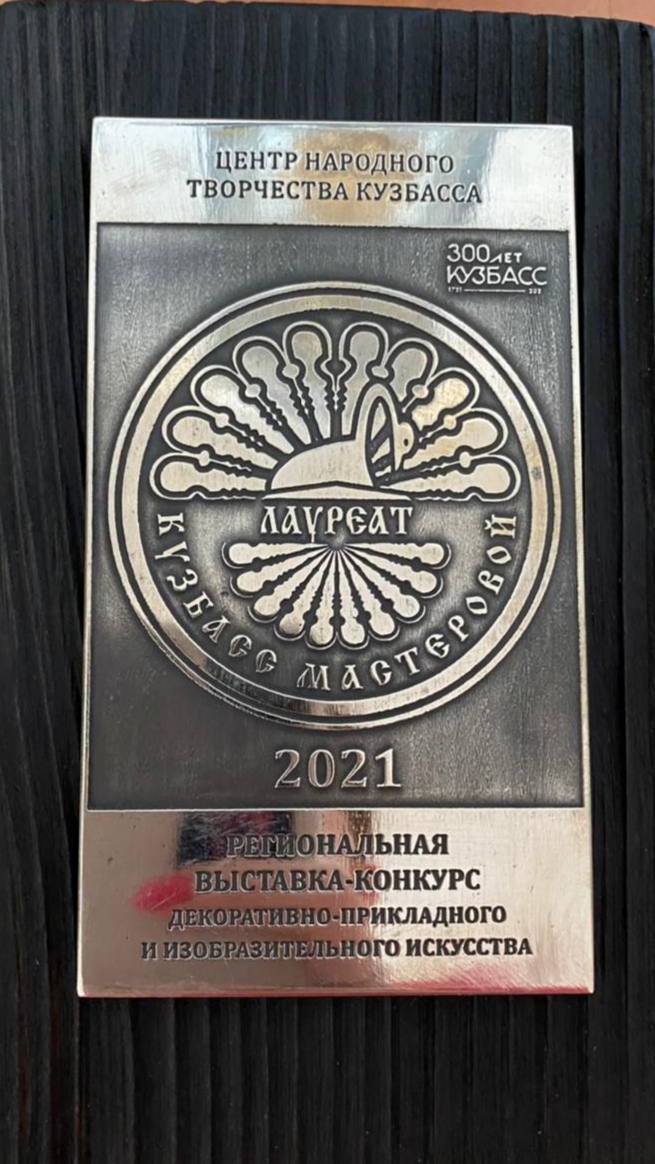 ЦЕНТР НАРОДНОГО
ТВОРЧЕСТВА КУЗБАССА
300 ЛЕТ
КУЗБАСС
ЛАУРЕАТ
КУЗБАСС МАСТЕРОВОЙ
2021
РЕГИОНАЛЬНАЯ
ВЫСТАВКА-КОНКУРС
ДЕКОРАТИВНО-ПРИКЛАДНОГО
И ИЗОБРАЗИТЕЛЬНОГО ИСКУССТВА